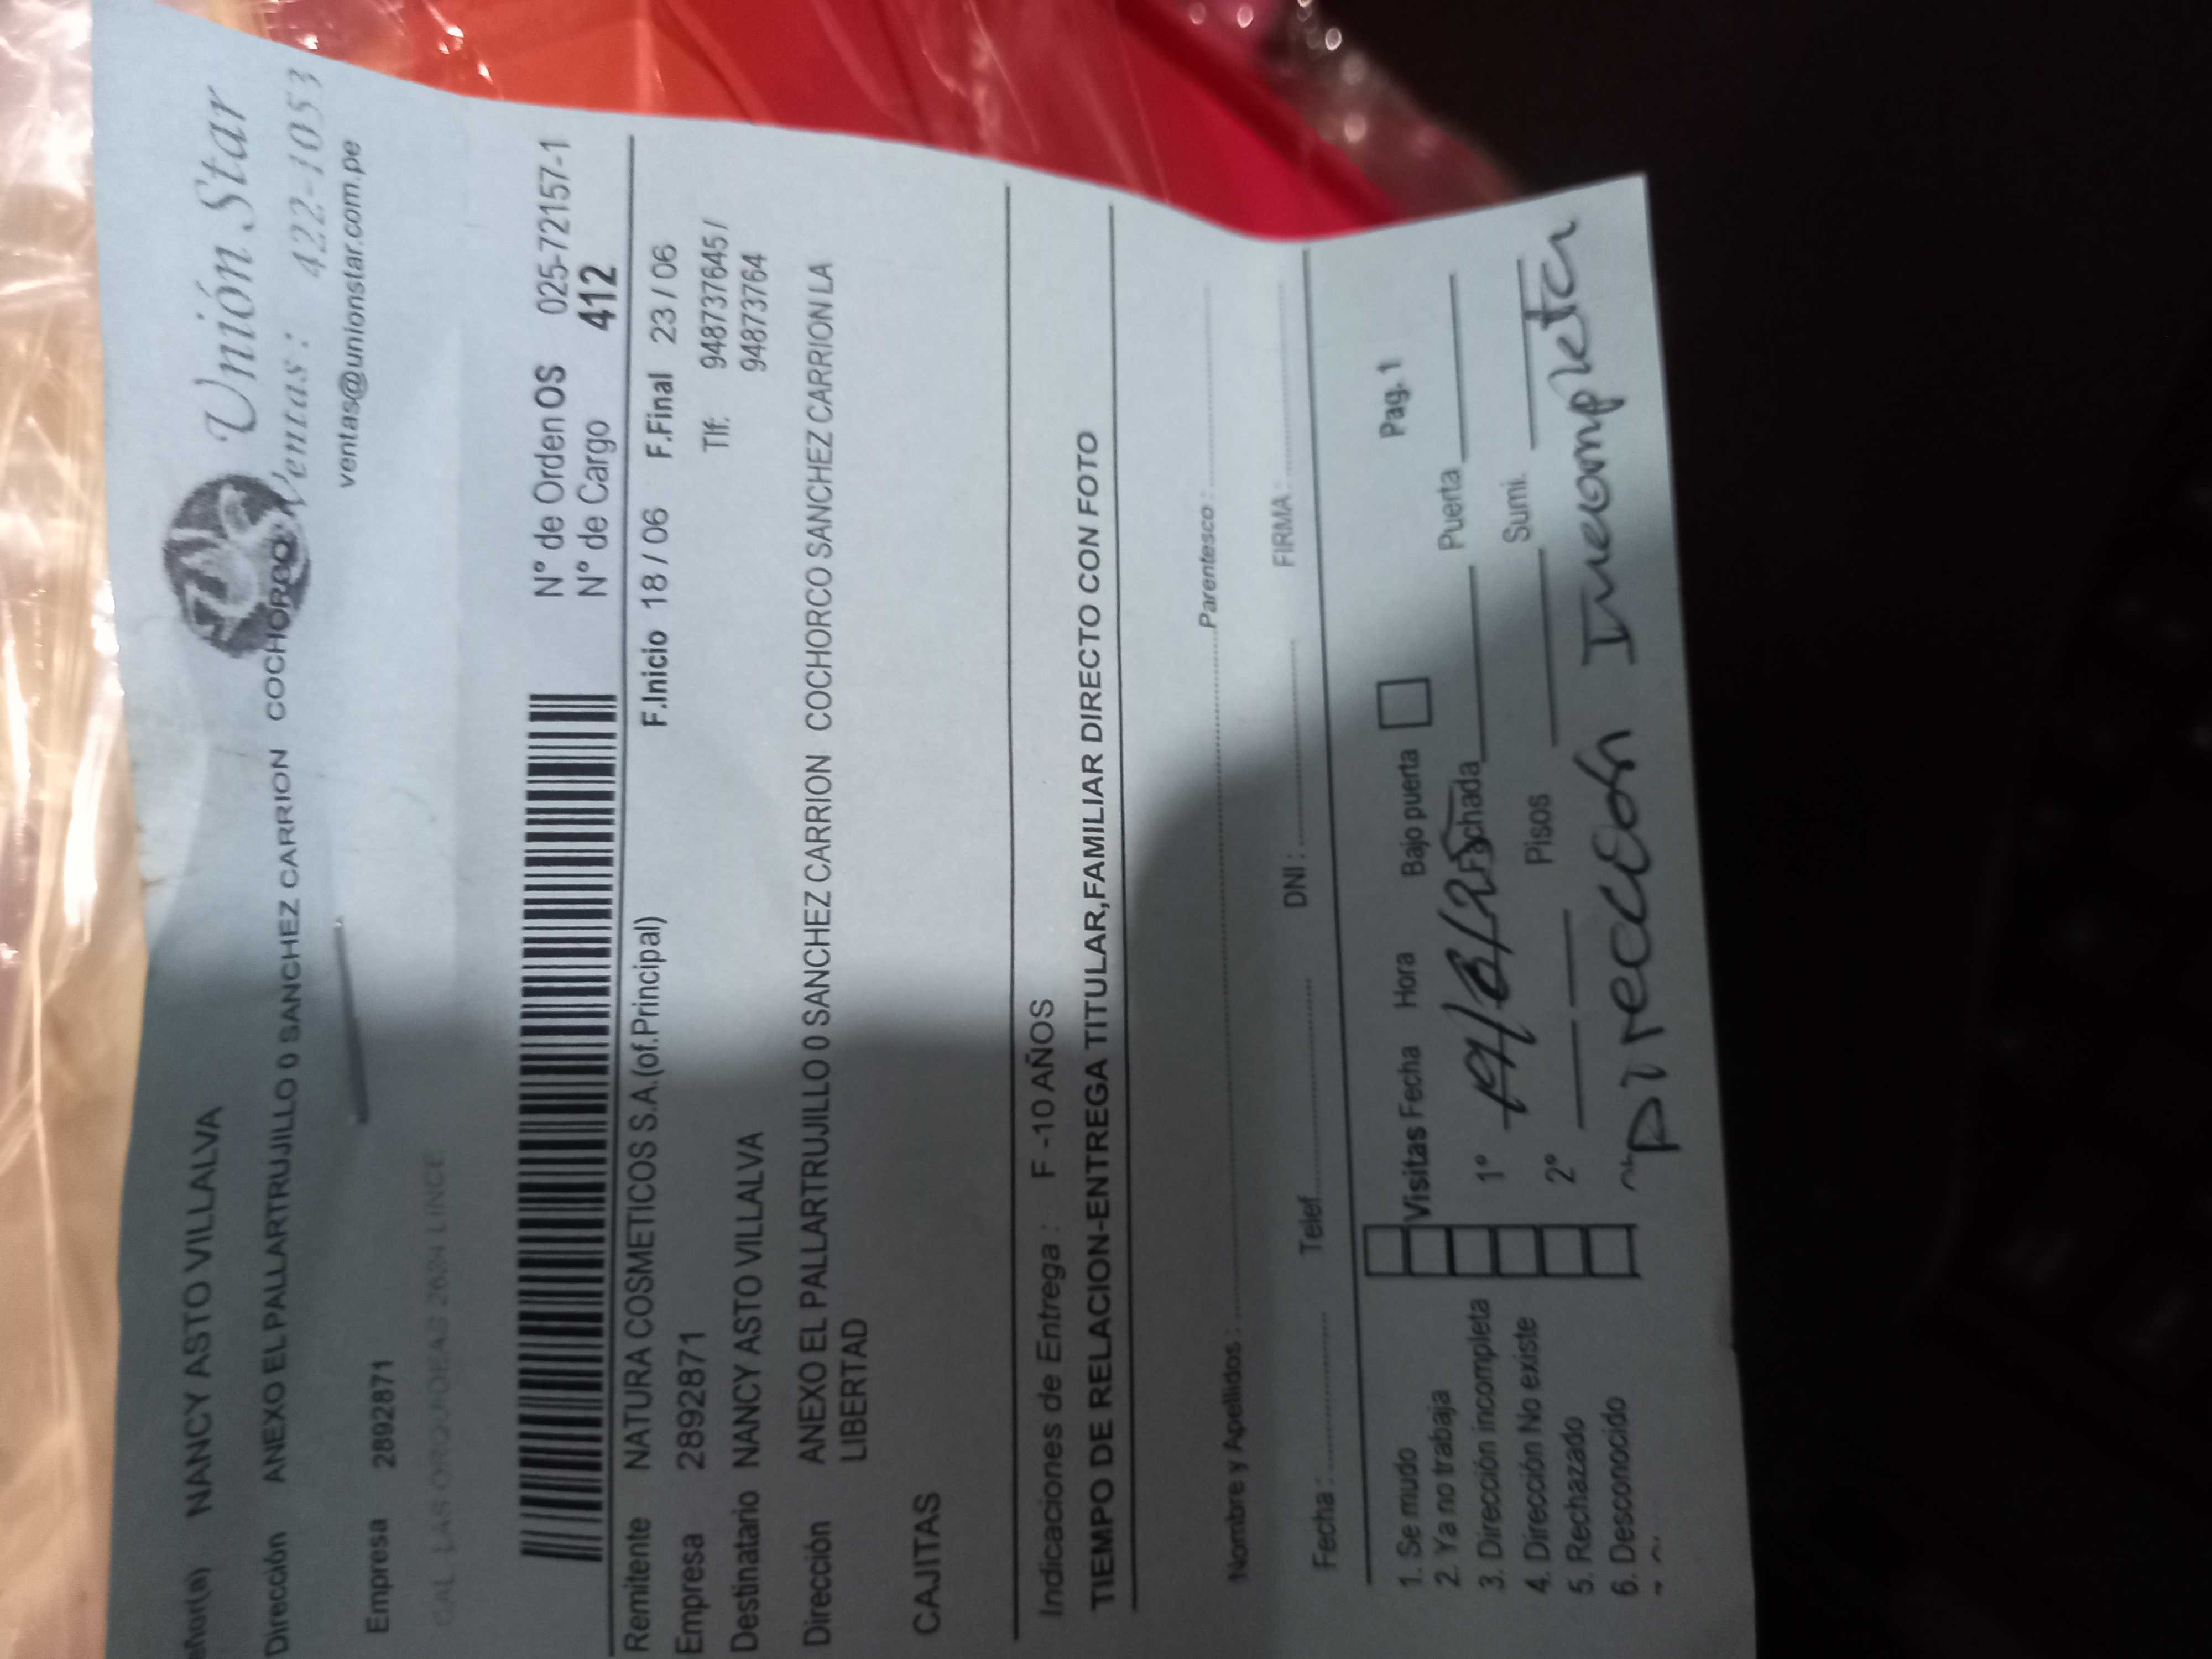 Unión Star
Ventas : 422-1053
ventas@unionstar.com.pe
NANCY ASTO VILLALVA
Dirección ANEXO EL PALLARTRUJILLO 0 SANCHEZ CARRION COCHORCO
Empresa 2892871
CAL. LAS ORQUIDEAS 2624 LINCE
N° de Orden OS 025-72157-1
N° de Cargo 412
Remitente NATURA COSMETICOS S.A.(of.Principal) F.Inicio 18 / 06 F.Final 23 / 06
Empresa 2892871 Tlf: 948737645 /
94873764
Destinatario NANCY ASTO VILLALVA
Dirección ANEXO EL PALLARTRUJILLO 0 SANCHEZ CARRION COCHORCO SANCHEZ CARRION LA
LIBERTAD
CAJITAS
Indicaciones de Entrega : F -10 AÑOS
TIEMPO DE RELACION-ENTREGA TITULAR,FAMILIAR DIRECTO CON FOTO
Nombre y Apellidos : Parentesco :
Fecha : Telef. DNI : FIRMA :
1. Se mudo
2. Ya no trabaja
3. Dirección incompleta
4. Dirección No existe
5. Rechazado
6. Desconocido
Visitas Fecha Hora Bajo puerta Pag. 1
1° Fachada Puerta
2° Pisos Sumi.
Dirección Incompleta